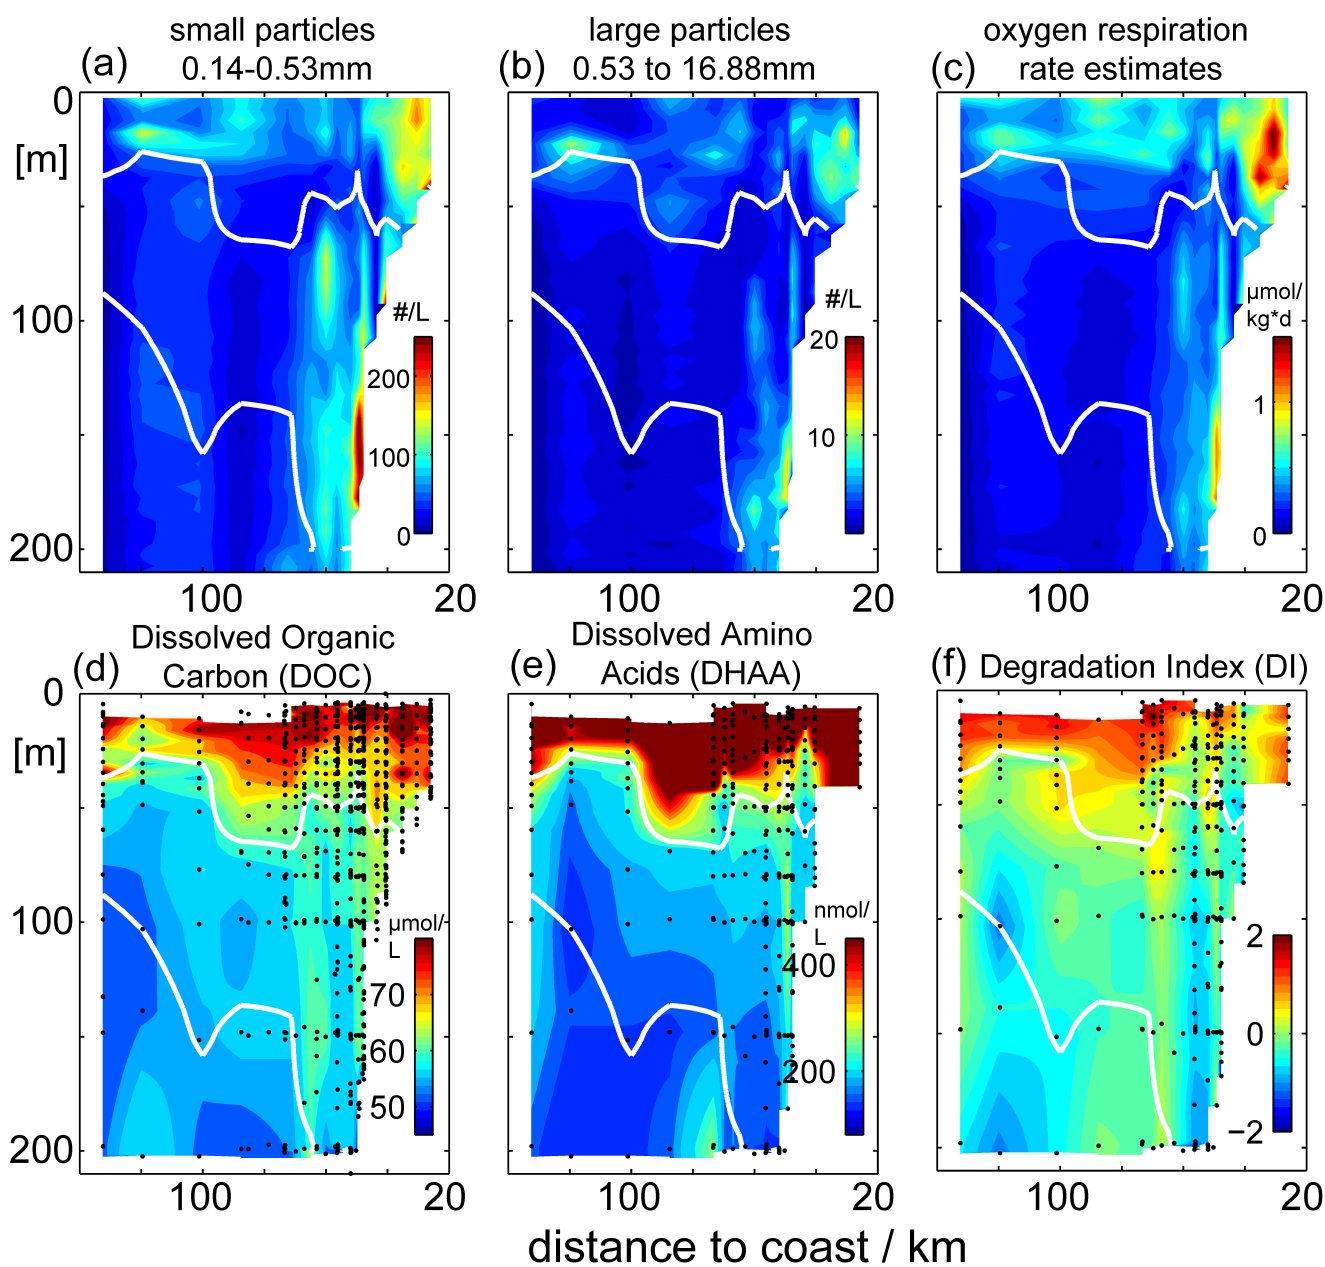 small particles
0.14-0.53mm
(a)
large particles
0.53 to 16.88mm
(b)
oxygen respiration
rate estimates
(c)
0
[m]
100
200
#/L
200
100
0
#/L
20
10
µmol/
kg*d
1
0
100 20
100 20
100 20
Dissolved Organic
Carbon (DOC)
(d)
Dissolved Amino
Acids (DHAA)
(e)
(f) Degradation Index (DI)
0
[m]
100
200
µmol/
L
70
60
50
nmol/
L
400
200
2
0
−2
100 20
100 20
100 20
distance to coast / km